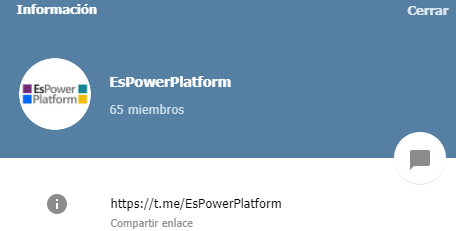 Información
Cerrar
EsPower
Platform
EsPowerPlatform
65 miembros
https://t.me/EsPowerPlatform
Compartir enlace